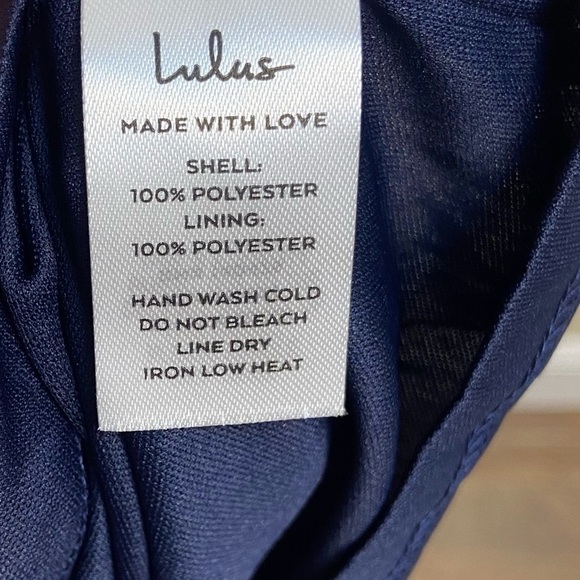 Lulus
MADE WITH LOVE
SHELL:
100% POLYESTER
LINING:
100% POLYESTER
HAND WASH COLD
DO NOT BLEACH
LINE DRY
IRON LOW HEAT